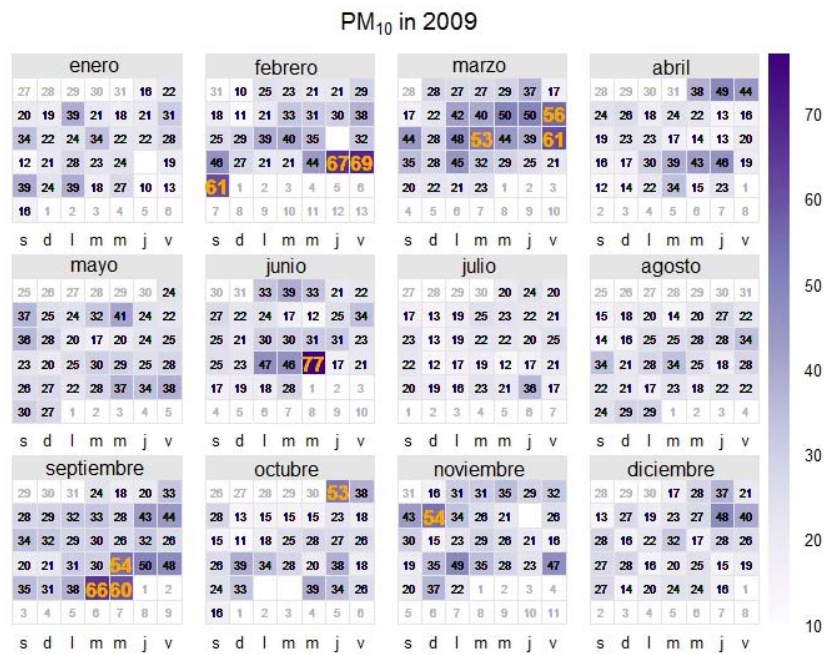 PM10 in 2009
enero
27 28 29 30 31 16 22
20 19 39 21 18 21 31
34 22 24 34 22 22 28
12 21 28 23 24 19
39 24 39 18 27 10 13
16 1 2 3 4 5 6
s d l m m j v
febrero
31 10 25 23 21 21 29
18 11 21 33 31 30 38
25 29 39 40 35 32
46 27 21 21 44 67 69
61 1 2 3 4 5 6
7 8 9 10 11 12 13
s d l m m j v
marzo
28 28 27 27 29 37 17
17 22 42 40 50 50 56
44 28 48 53 44 39 61
35 28 45 32 29 25 21
20 22 21 23 1 2 3
4 5 6 7 8 9 10
s d l m m j v
abril
28 29 30 31 38 49 44
24 26 18 24 22 13 16
19 23 23 17 14 13 20
16 17 30 39 43 46 19
12 14 22 34 15 23 1
2 3 4 5 6 7 8
s d l m m j v
mayo
25 26 27 28 29 30 24
37 25 24 32 41 24 22
36 28 20 17 20 24 25
23 20 25 30 29 25 28
26 27 22 28 37 34 38
30 27 1 2 3 4 5
s d l m m j v
junio
30 31 33 39 33 21 22
27 22 24 17 12 25 34
25 30 30 30 31 31 23
25 23 47 46 77 17 21
17 19 18 28 1 2 3
4 5 6 7 8 9 10
s d l m m j v
julio
27 28 29 30 20 24 20
17 13 19 25 23 21 22
23 13 19 22 22 20 25
22 12 17 19 12 17 21
20 19 16 23 21 36 17
1 2 3 4 5 6 7
s d l m m j v
agosto
25 26 27 28 29 30 31
15 18 20 14 20 27 22
14 16 25 25 28 28 34
34 21 28 34 25 18 28
22 21 17 23 18 22 22
24 29 29 1 2 3 4
s d l m m j v
septiembre
29 30 31 24 18 20 33
28 29 32 33 28 43 44
34 32 29 30 26 32 26
20 21 31 30 54 50 48
35 31 38 66 60 1 2
3 4 5 6 7 8 9
s d l m m j v
octubre
26 27 28 29 30 53 38
28 13 15 15 15 23 18
15 11 18 25 28 27 26
26 39 34 28 20 38 18
24 33 39 34 26
16 1 2 3 4 5 6
s d l m m j v
noviembre
31 16 31 31 35 29 32
43 54 34 26 21 26
30 15 23 29 26 21 16
19 35 49 35 28 23 47
20 37 22 1 2 3 4
5 6 7 8 9 10 11
s d l m m j v
diciembre
28 29 30 17 28 37 21
13 27 19 23 27 48 40
22 28 16 32 17 28 26
27 28 18 20 25 15 19
27 14 20 24 24 16 1
2 3 4 5 6 7 8
s d l m m j v
70
60
50
40
30
20
10